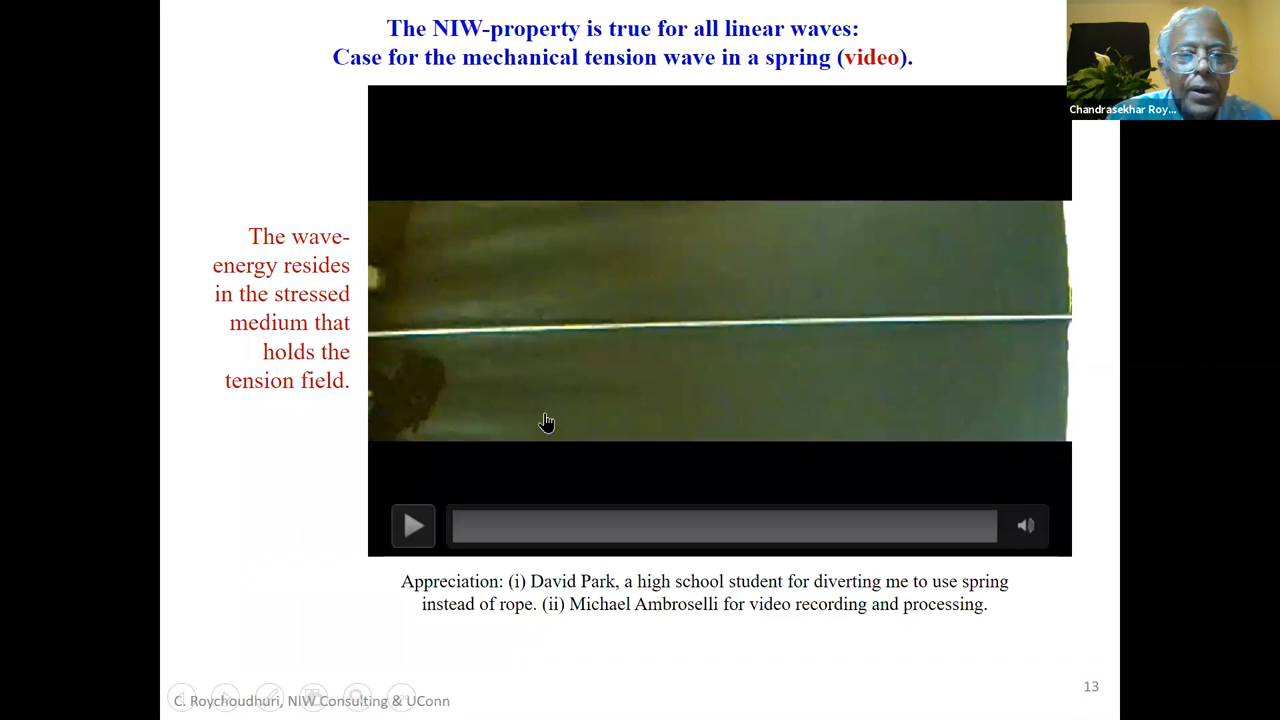 The NIW-property is true for all linear waves:
Case for the mechanical tension wave in a spring (video).
Chandrasekhar Roy...
The wave-
energy resides
in the stressed
medium that
holds the
tension field.
Appreciation: (i) David Park, a high school student for diverting me to use spring
instead of rope. (ii) Michael Ambroselli for video recording and processing.
13
C. Roychoudhuri, NIW Consulting & UConn